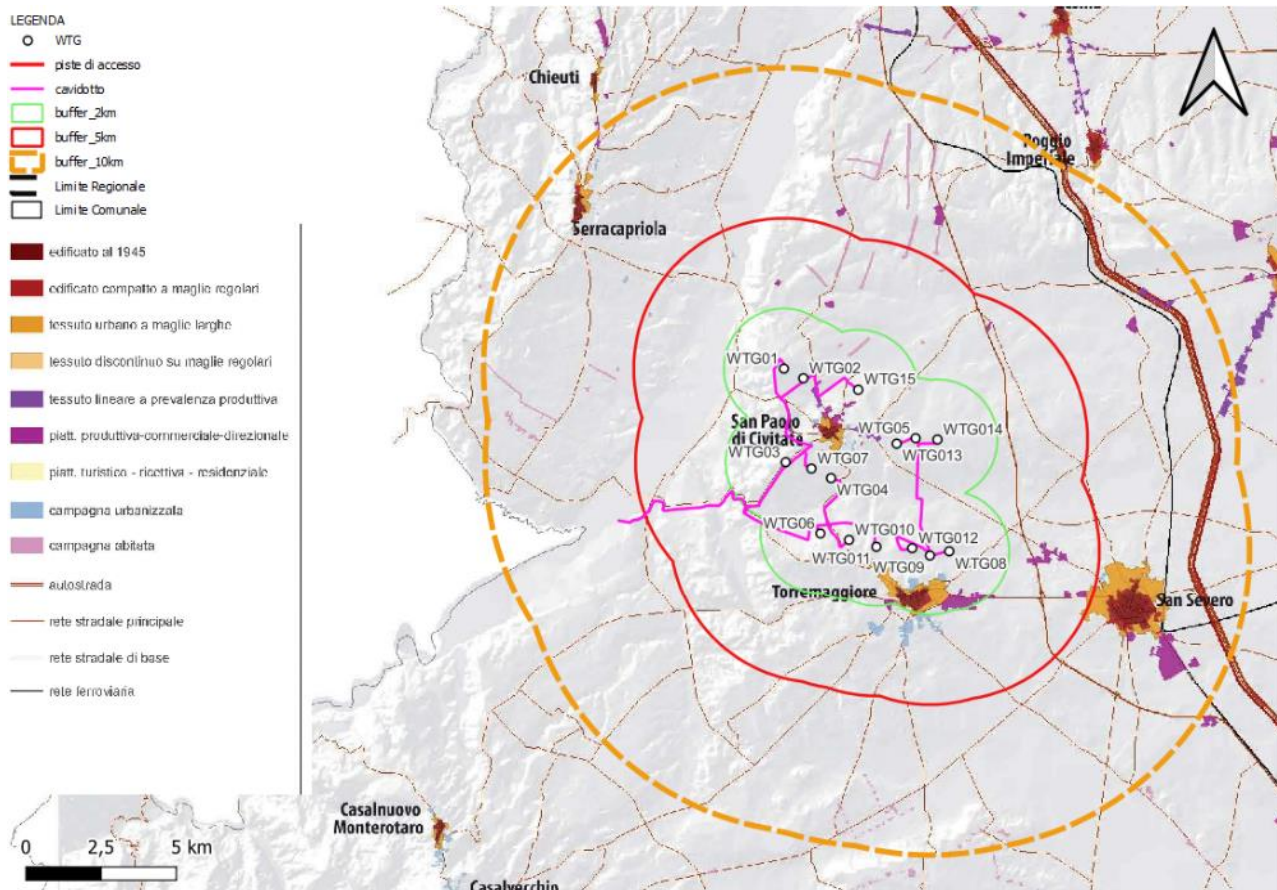 LEGENDA
WTG
piste di accesso
cavidotto
buffer_2km
buffer_5km
buffer_10km
Limite Regionale
Limite Comunale
edificato al 1945
edificato compatto a maglie regolari
tessuto urbano a maglie larghe
tessuto discontinuo su maglie regolari
tessuto lineare a prevalenza produttiva
piatt. produttiva-commerciale-direzionale
piatt. turistico - ricettiva - residenziale
campagna urbanizzata
campagna abitata
autostrada
rete stradale principale
rete stradale di base
rete ferroviaria
0 2,5 5 km
Chieuti
Poggio
Imperiale
Serracapriola
WTG01
WTG02
WTG15
San Paolo
di Civitate
WTG05
WTG014
WTG03
WTG07
WTG013
WTG04
WTG06
WTG010
WTG012
WTG011
WTG09
WTG08
Torremaggiore
San Severo
Casalnuovo
Monterotaro
Casalvecchio